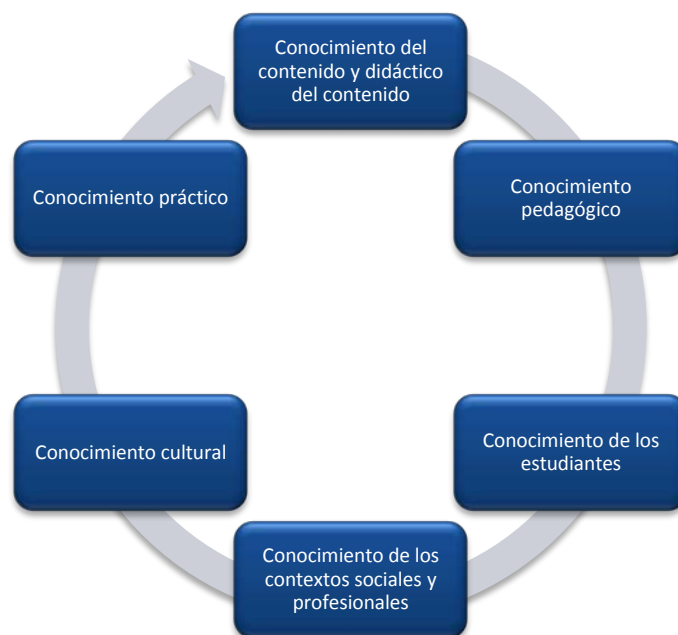 Conocimiento del
contenido y didáctico
del contenido
Conocimiento
pedagógico
Conocimiento de los
estudiantes
Conocimiento de los
contextos sociales y
profesionales
Conocimiento cultural
Conocimiento práctico